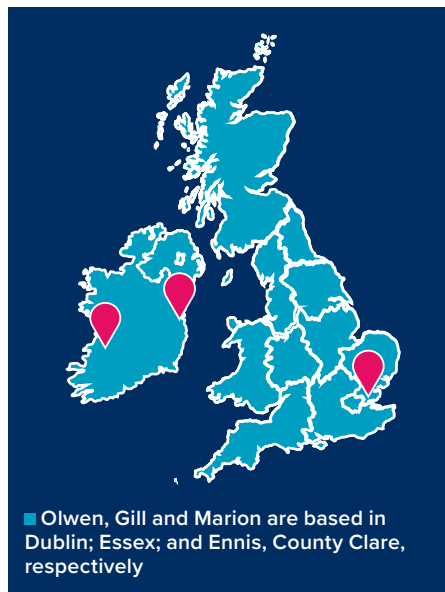 Olwen, Gill and Marion are based in
Dublin; Essex; and Ennis, County Clare,
respectively